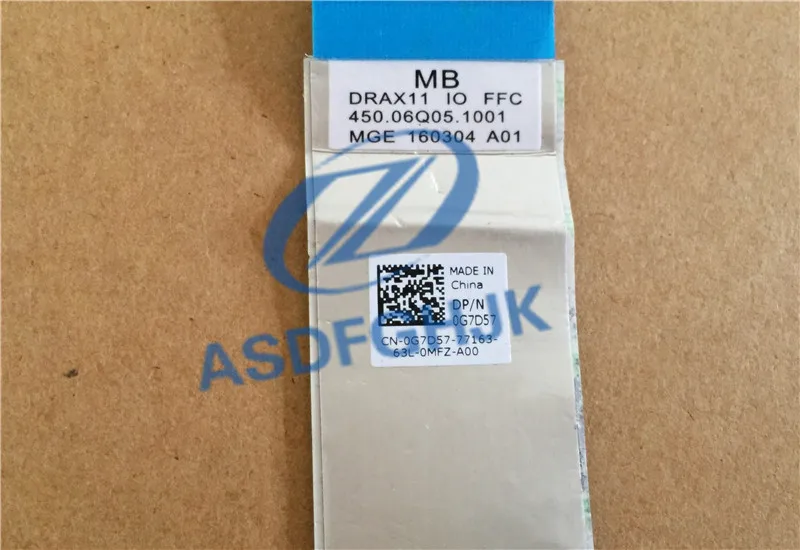 MB
DRAX11 IO FFC
450.06Q05.1001
MGE 160304 A01
MADE IN
China
DP/N
0G7D57
CN-0G7D57-77163-
63L-0MFZ-A00
ASDFGHJK